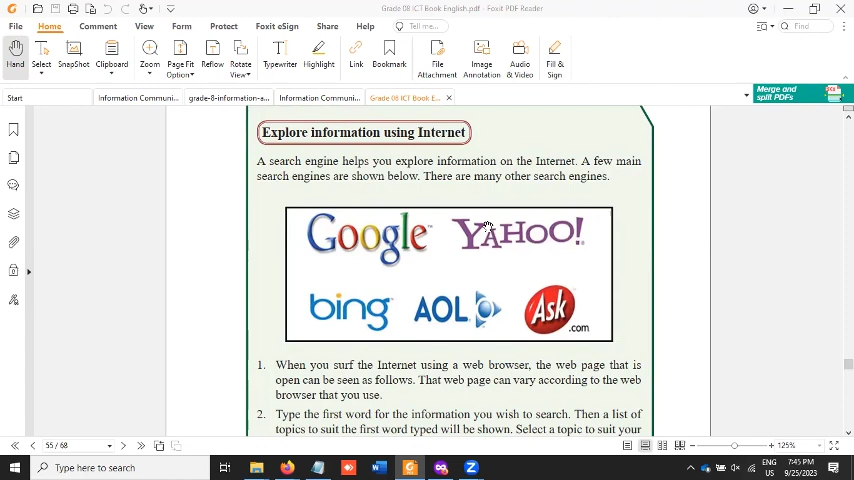 Grade 08 ICT Book English.pdf - Foxit PDF Reader
File Home Comment View Form Protect Foxit eSign Share Help Tell me... Find
Hand Select SnapShot Clipboard Zoom Page Fit Option Reflow Rotate View Typewriter Highlight Link Bookmark File Attachment Image Annotation Audio & Video Fill & Sign
Start Information Communi... grade-8-information-a... Information Communi... Grade 08 ICT Book E... Merge and split PDFs
Explore information using Internet
A search engine helps you explore information on the Internet. A few main
search engines are shown below. There are many other search engines.
Google™ YAHOO!
bing™ AOL Ask.com
1. When you surf the Internet using a web browser, the web page that is
open can be seen as follows. That web page can vary according to the web
browser that you use.
2. Type the first word for the information you wish to search. Then a list of
topics to suit the first word typed will be shown. Select a topic to suit your
55 / 68 125%
Type here to search ENG US 7:45 PM 9/25/2023